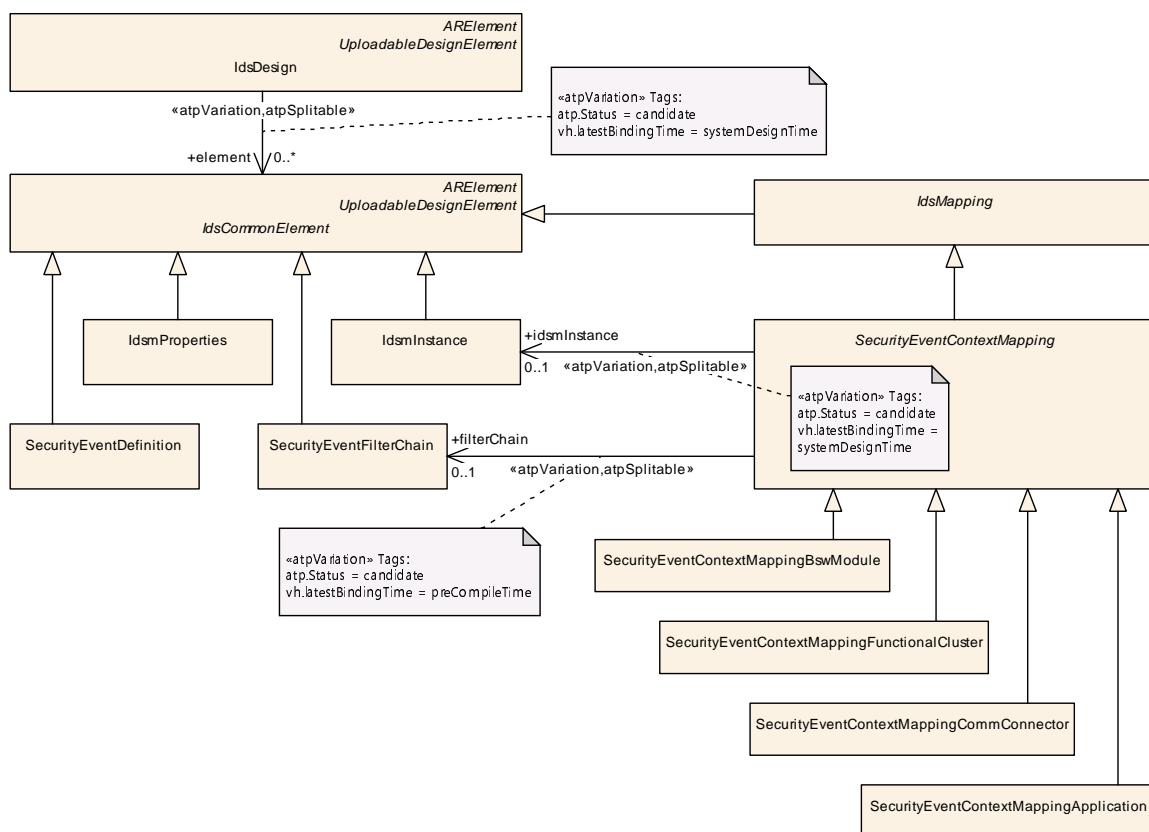 ARElement
UploadableDesignElement
IdsDesign
«atpVariation,atpSplitable»
«atpVariation» Tags:
atp.Status = candidate
vh.latestBindingTime = systemDesignTime
+element
0..*
ARElement
UploadableDesignElement
IdsCommonElement
IdsMapping
IdsmProperties
IdsmInstance
+idsmInstance
0..1
«atpVariation,atpSplitable»
SecurityEventContextMapping
«atpVariation» Tags:
atp.Status = candidate
vh.latestBindingTime =
systemDesignTime
SecurityEventDefinition
SecurityEventFilterChain
+filterChain
0..1
«atpVariation,atpSplitable»
«atpVariation» Tags:
atp.Status = candidate
vh.latestBindingTime = preCompileTime
SecurityEventContextMappingBswModule
SecurityEventContextMappingFunctionalCluster
SecurityEventContextMappingCommConnector
SecurityEventContextMappingApplication